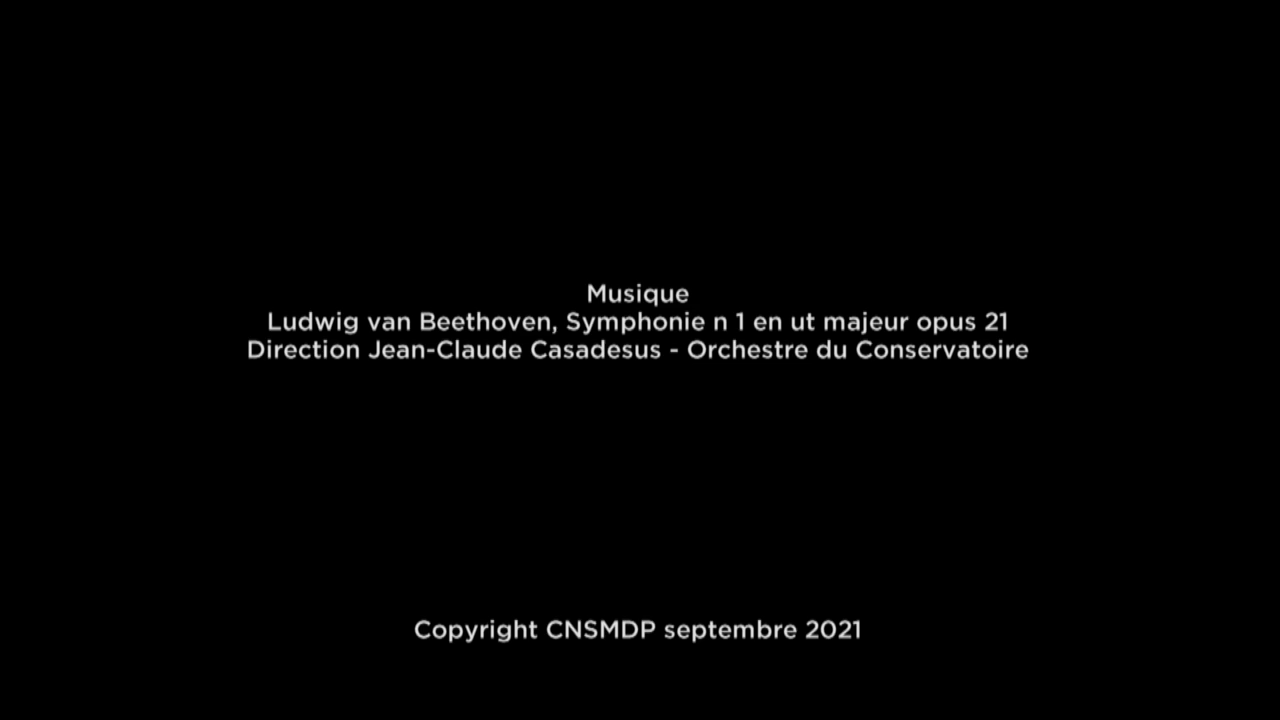 Musique
Ludwig van Beethoven, Symphonie n 1 en ut majeur opus 21
Direction Jean-Claude Casadesus - Orchestre du Conservatoire
Copyright CNSMDP septembre 2021